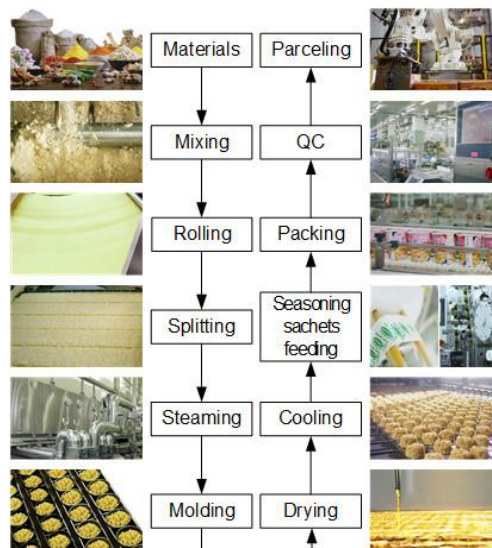 Materials
Mixing
Rolling
Splitting
Steaming
Molding
Drying
Cooling
Seasoning
sachets
feeding
Packing
QC
Parceling